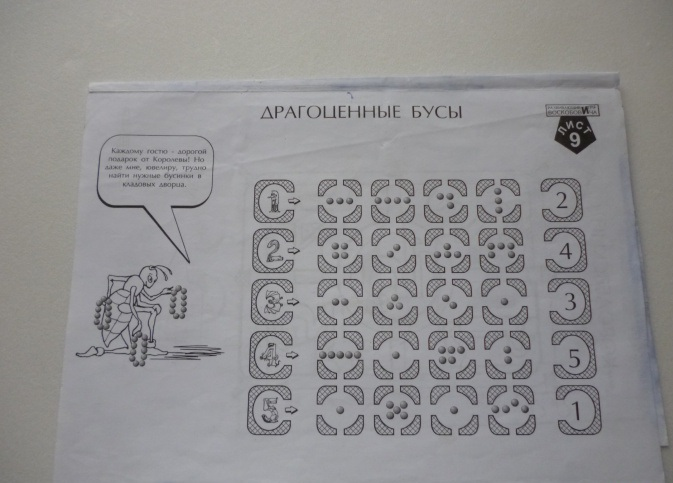 ДРАГОЦЕННЫЕ БУСЫ
ЛИСТ
9
Каждому гостю - дорогой
подарок от Королевы! Но
даже мне, ювелиру, трудно
найти нужные бусинки в
кладовых дворца.
1
2
2
4
3
3
4
5
5
1